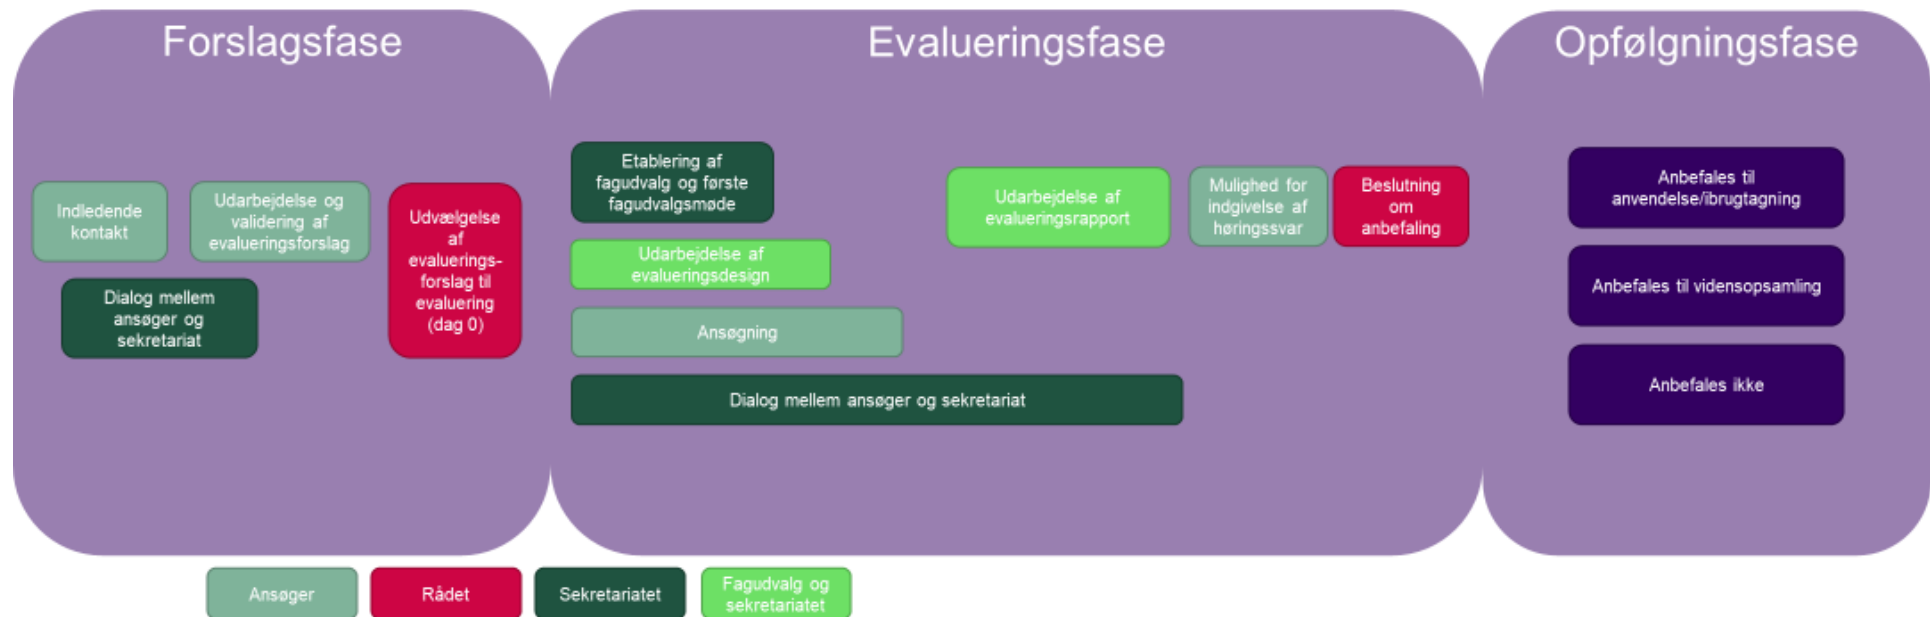 Forslagsfase
Indledende
kontakt
Udarbejdelse og
validering af
evalueringsforslag
Dialog mellem
ansøger og
sekretariat
Udvælgelse
af
evaluerings-
forslag til
evaluering
(dag 0)
Evalueringsfase
Etablering af
fagudvalg og første
fagudvalgsmøde
Udarbejdelse af
evalueringsdesign
Ansøgning
Dialog mellem ansøger og sekretariat
Udarbejdelse af
evalueringsrapport
Mulighed for
indgivelse af
høringssvar
Beslutning
om
anbefaling
Opfølgningsfase
Anbefales til
anvendelse/ibrugtagning
Anbefales til vidensopsamling
Anbefales ikke
Ansøger
Rådet
Sekretariatet
Fagudvalg og
sekretariatet